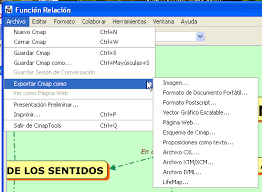 Función Relación
Archivo Editar Formato Colaborar Herramientas Ventana Ayuda
Nuevo Cmap Ctrl+N
Cerrar Cmap Ctrl+W
Guardar Cmap Ctrl+S
Guardar Cmap como... Ctrl+Mayúsculas+S
Guardar Sesión de Conversación
Exportar Cmap como
Ver como Página Web
Presentación Preliminar...
Imprimir... Ctrl+P
Salir de CmapTools Ctrl+Q
Imagen...
Formato de Documento Portátil...
Formato Postscript...
Vector Gráfico Escalable...
Página Web...
Esquema de Cmap...
Proposiciones como texto...
Archivo CXL...
Archivo XTM/XCM...
Archivo IVML...
LifeMap...
En c
DE LOS SENTIDOS